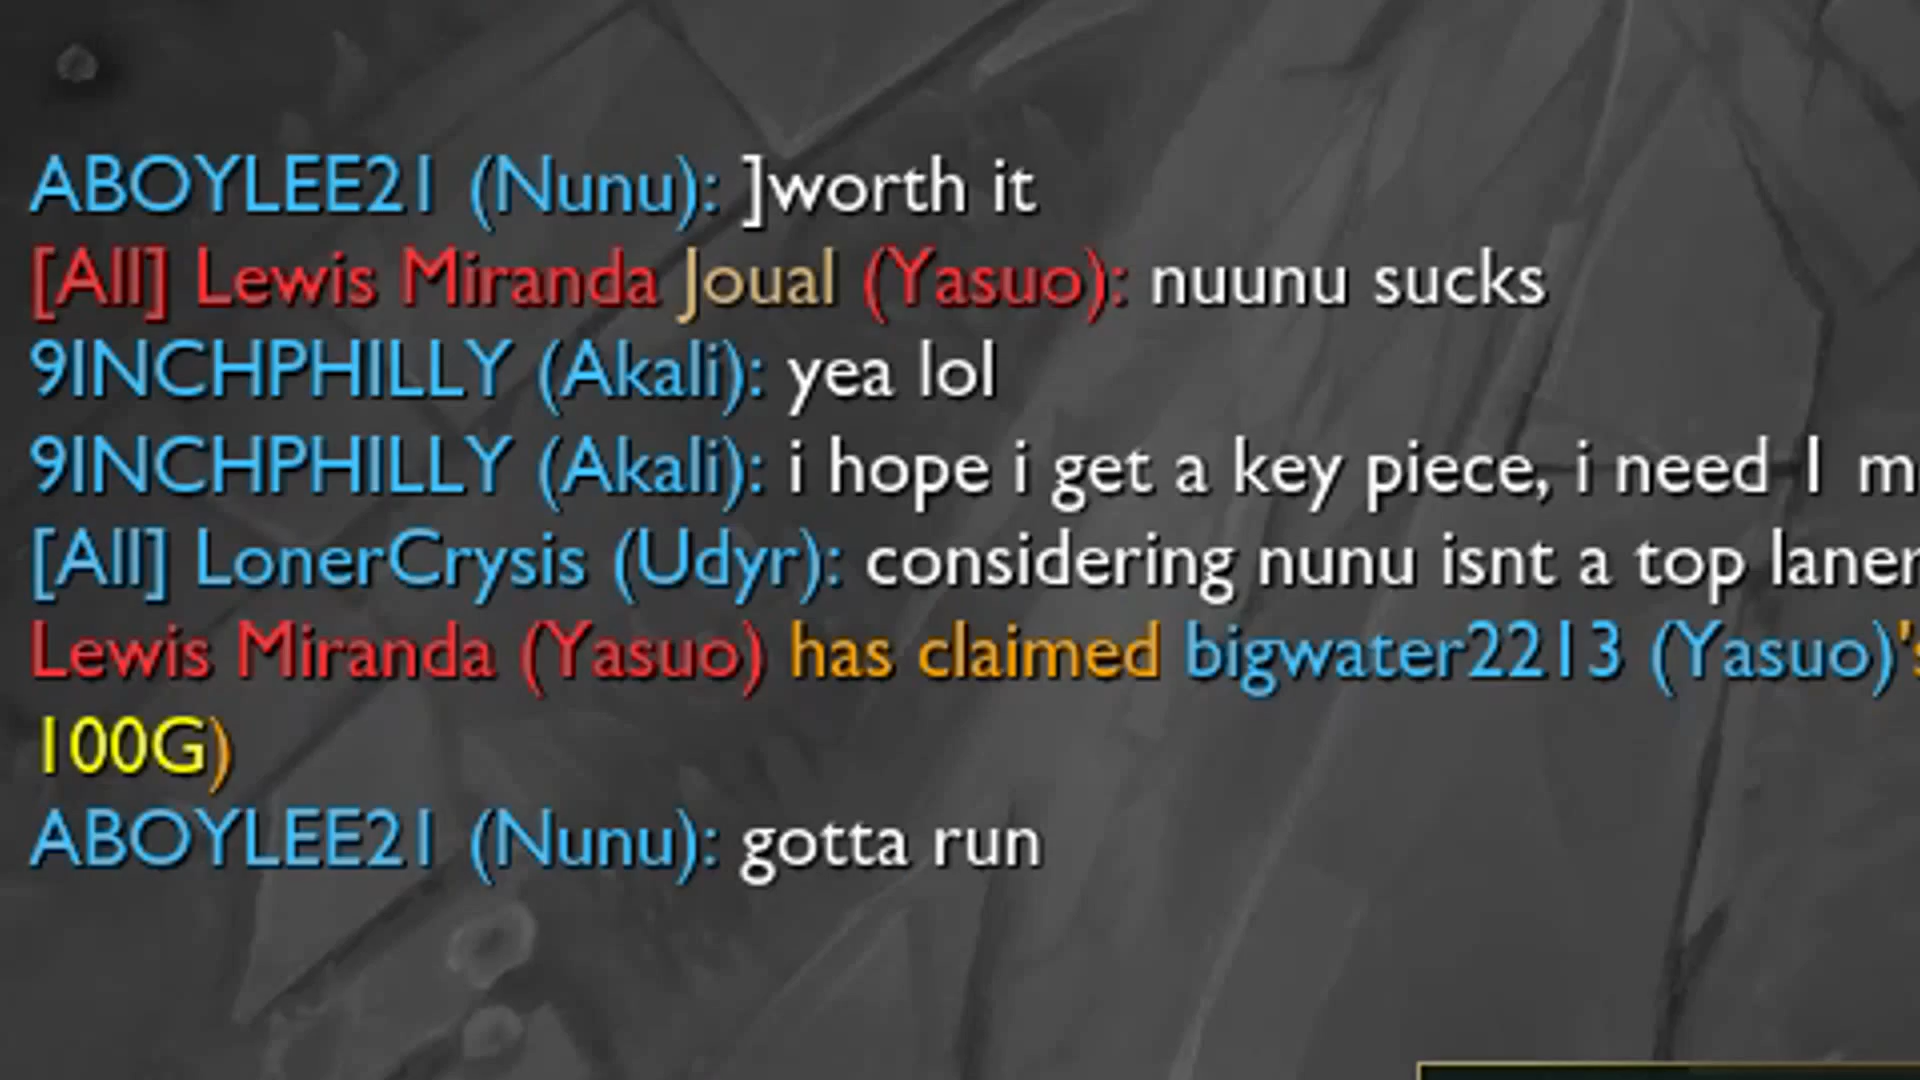 ABOYLEE21 (Nunu): ]worth it
[All] Lewis Miranda Joual (Yasuo): nuunu sucks
9INCHPHILLY (Akali): yea lol
9INCHPHILLY (Akali): i hope i get a key piece, i need 1 m
[All] LonerCrysis (Udyr): considering nunu isnt a top laner
Lewis Miranda (Yasuo) has claimed bigwater2213 (Yasuo)'s
100G)
ABOYLEE21 (Nunu): gotta run